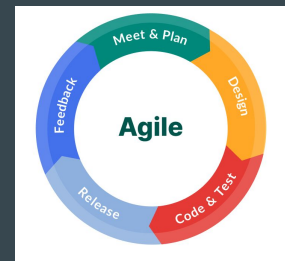 Meet & Plan
Design
Code & Test
Release
Feedback
Agile